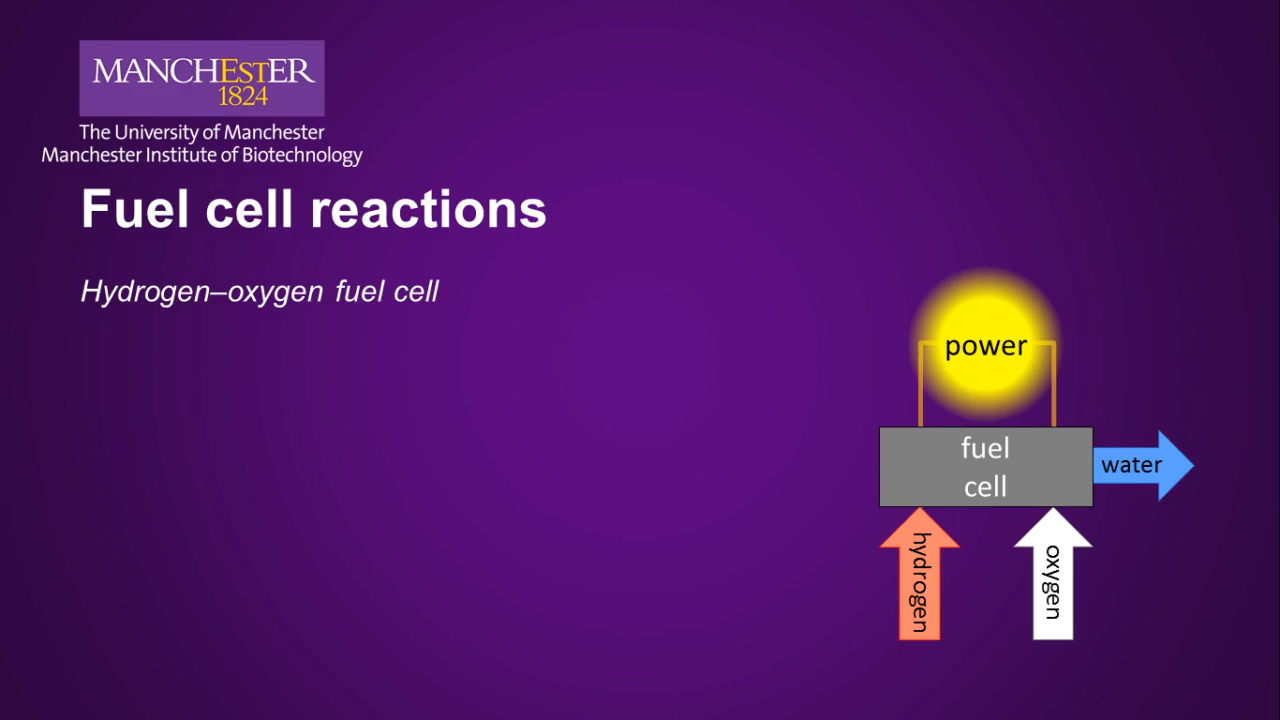 MANCHESTER
1824
The University of Manchester
Manchester Institute of Biotechnology
Fuel cell reactions
Hydrogen–oxygen fuel cell
power
fuel
cell
water
hydrogen
oxygen